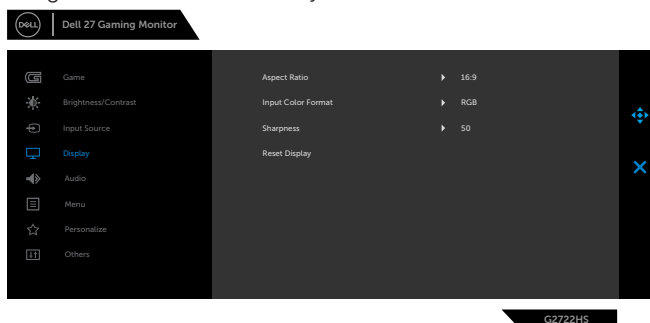 DELL Dell 27 Gaming Monitor
Game Aspect Ratio 16:9
Brightness/Contrast Input Color Format RGB
Input Source Sharpness 50
Display Reset Display
Audio
Menu
Personalize
Others
G2722HS